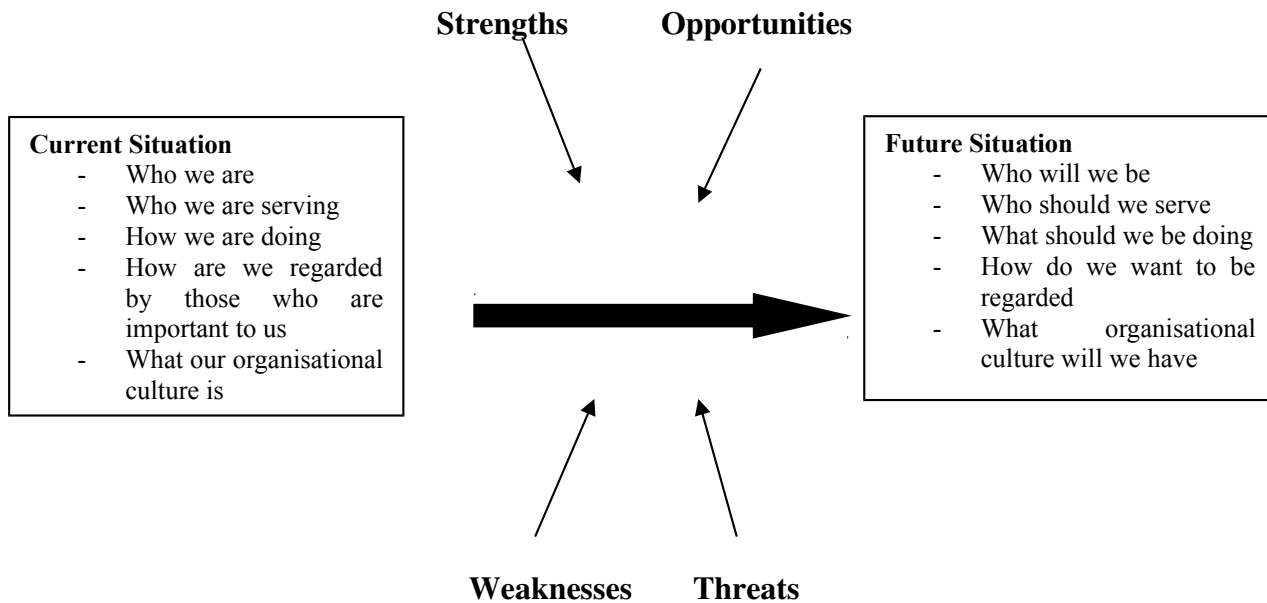 Strengths
Opportunities
Current Situation
- Who we are
- Who we are serving
- How we are doing
- How are we regarded
by those who are
important to us
- What our organisational
culture is
Future Situation
- Who will we be
- Who should we serve
- What should we be doing
- How do we want to be
regarded
- What organisational
culture will we have
Weaknesses
Threats